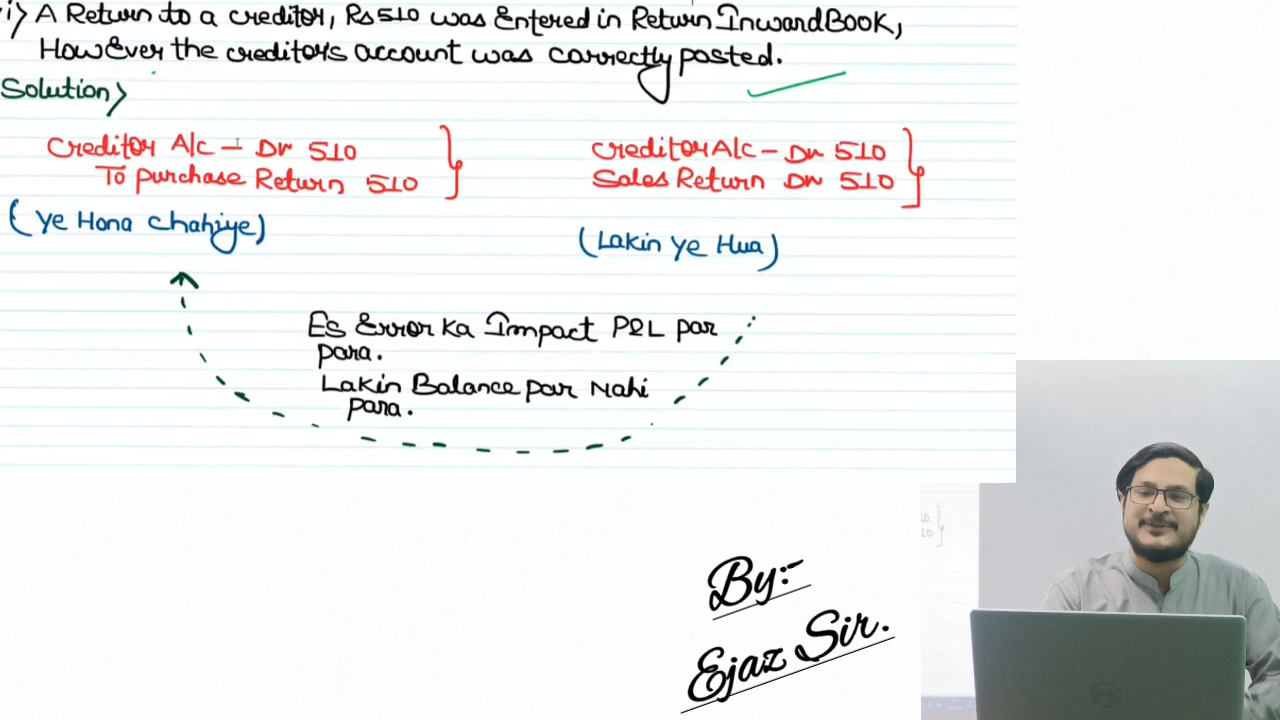 i) A Return to a creditor, Rs 510 was Entered in Return Inward Book,
However the creditors account was correctly posted.
Solution>
Creditor A/c – Dr 510
To purchase Return 510
(Ye Hona Chahiye)
Creditor A/c – Dr 510
Sales Return Dr 510
(Lakin Ye Hua)
Es Error Ka Impact P&L par
para.
Lakin Balance par Nahi
para.
By:-
Ejaz Sir.